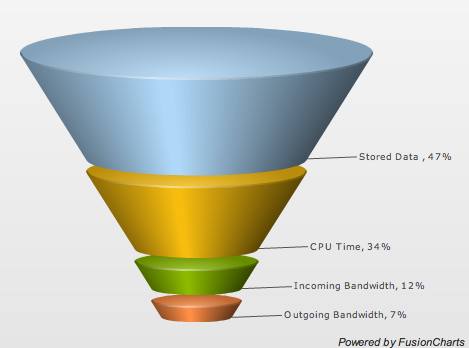 Stored Data , 47%
CPU Time, 34%
Incoming Bandwidth, 12%
Outgoing Bandwidth, 7%
Powered by FusionCharts